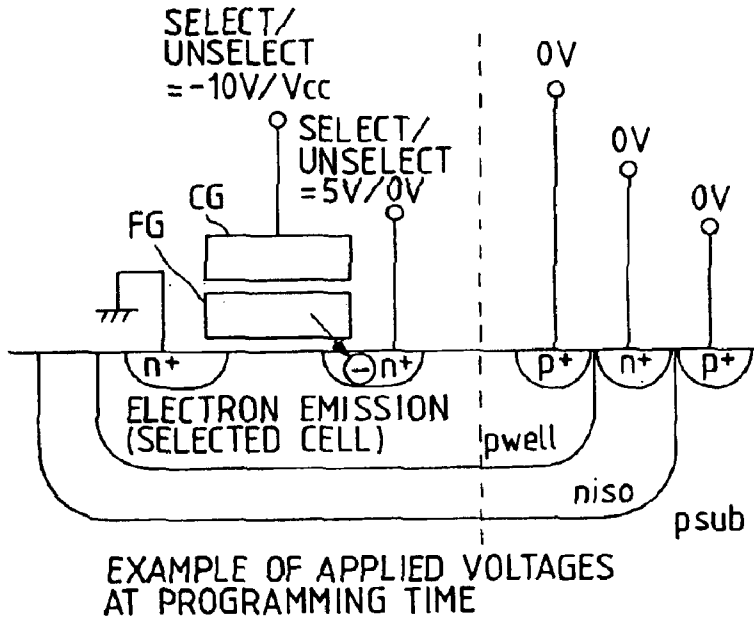 SELECT/
UNSELECT
=-10V/Vcc
SELECT/
UNSELECT
=5V/0V
0V
0V
0V
CG
FG
n+
n+
p+
n+
p+
ELECTRON EMISSION
(SELECTED CELL)
pwell
niso
psub
EXAMPLE OF APPLIED VOLTAGES
AT PROGRAMMING TIME